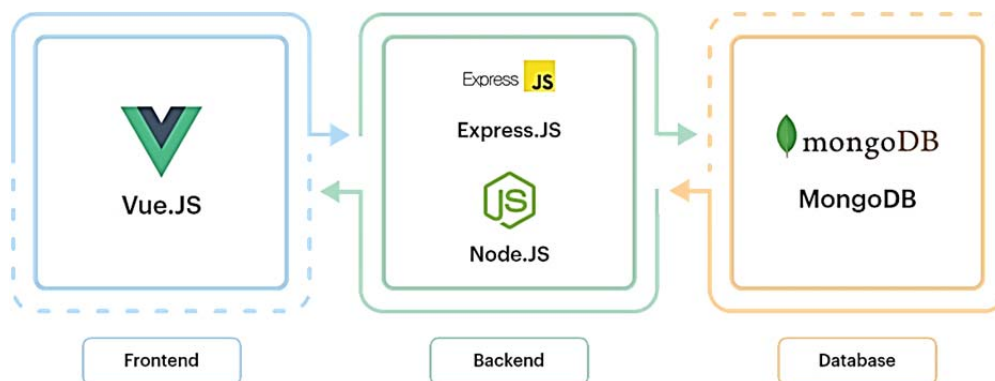 Express JS
Express.JS
Vue.JS
JS
Node.JS
mongoDB
MongoDB
Frontend
Backend
Database